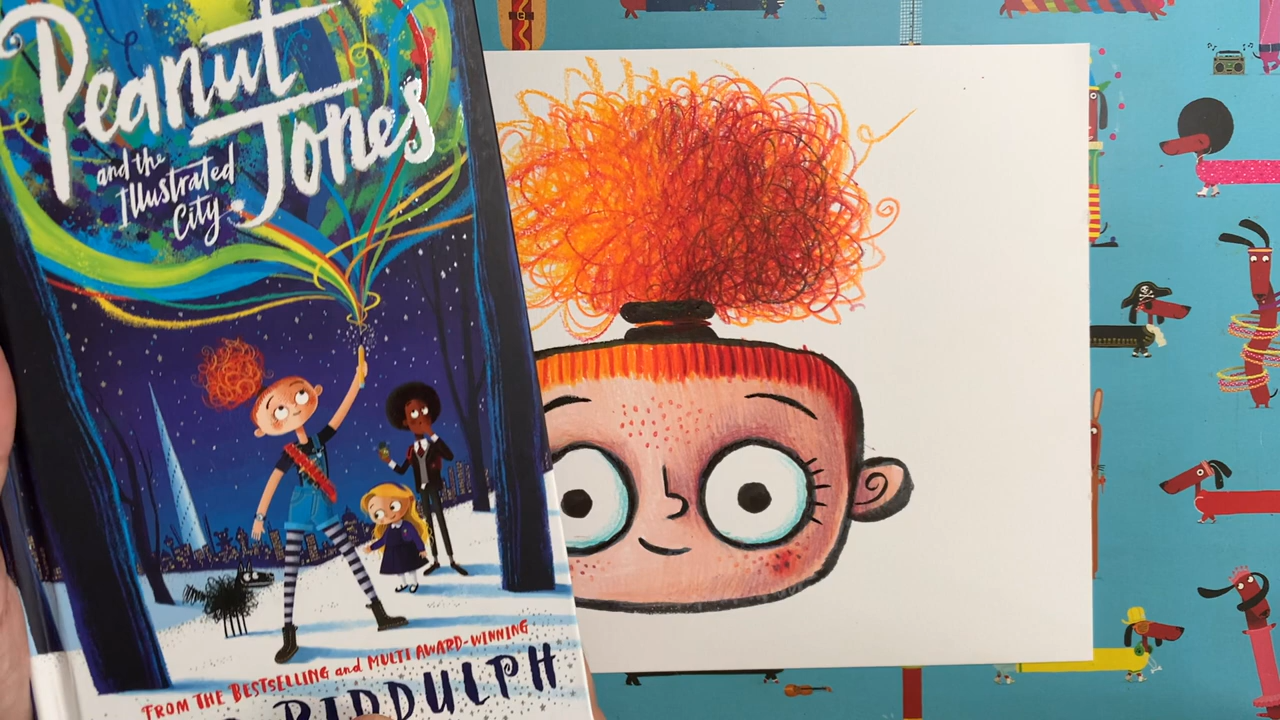 Peanut
Jones
and the
Illustrated
City
FROM THE BESTSELLING and MULTI AWARD-WINNING
BIDDULPH